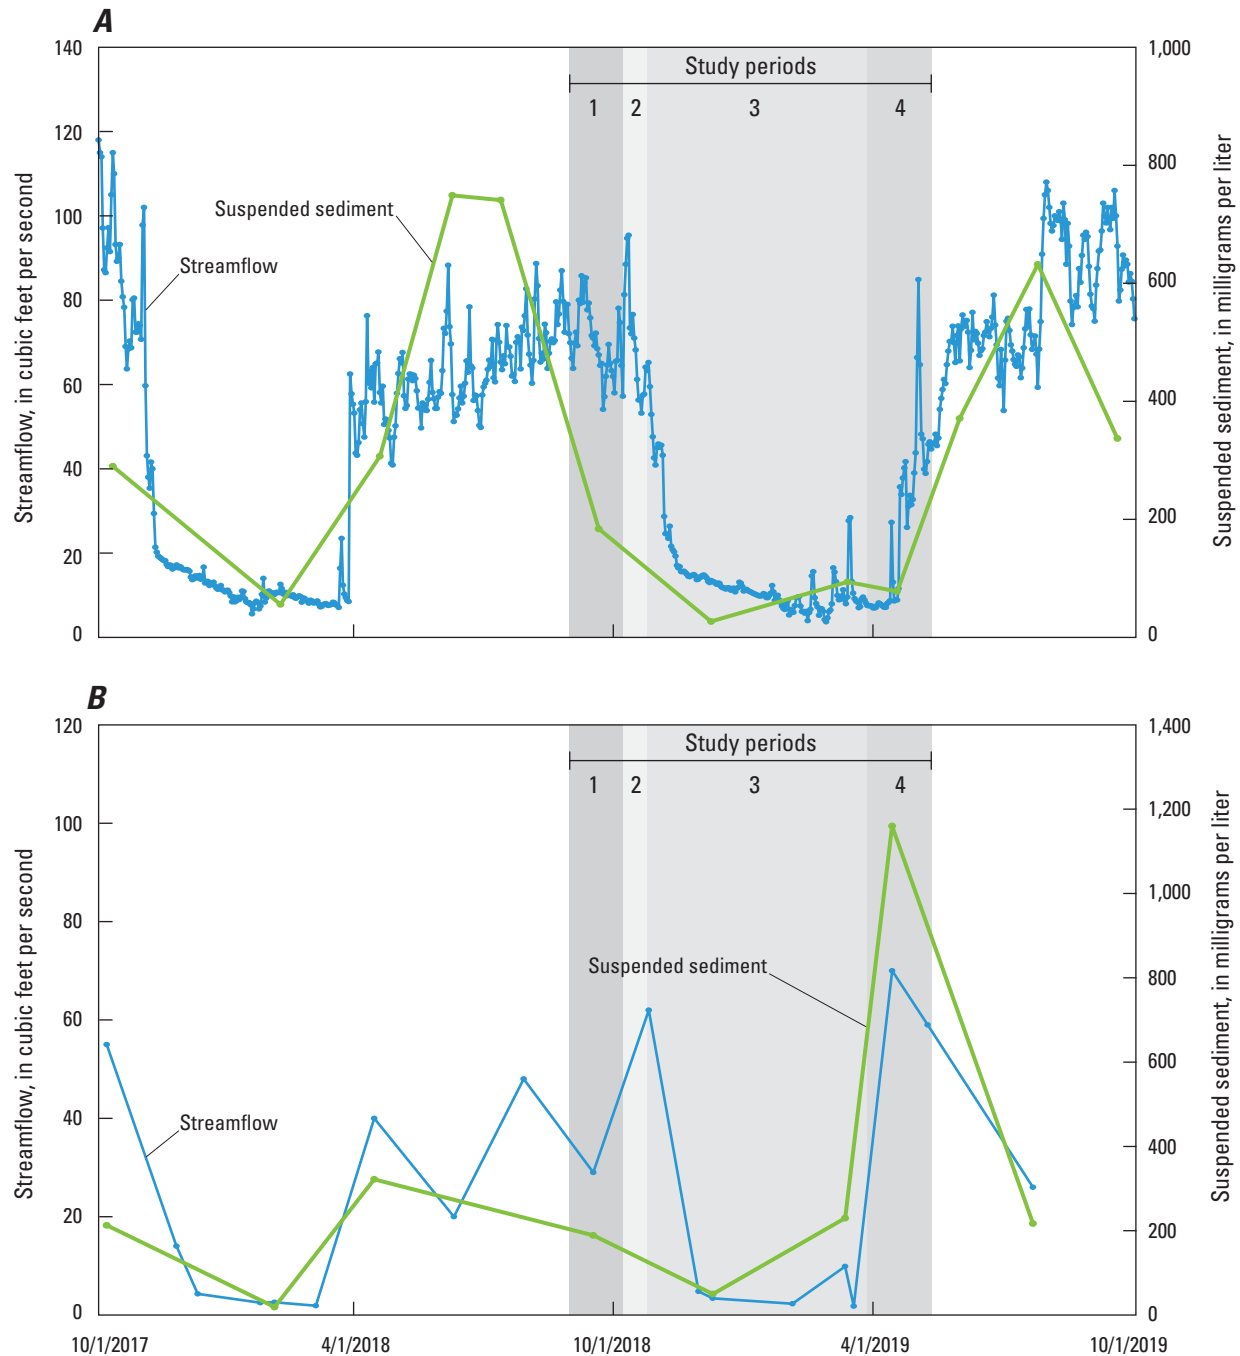 A
140
120
100
80
60
40
20
0
Streamflow, in cubic feet per second
Study periods
1 2 3 4
Suspended sediment
Streamflow
1,000
800
600
400
200
0
Suspended sediment, in milligrams per liter
B
120
100
80
60
40
20
0
Streamflow, in cubic feet per second
Study periods
1 2 3 4
Suspended sediment
Streamflow
1,400
1,200
1,000
800
600
400
200
0
Suspended sediment, in milligrams per liter
10/1/2017 4/1/2018 10/1/2018 4/1/2019 10/1/2019